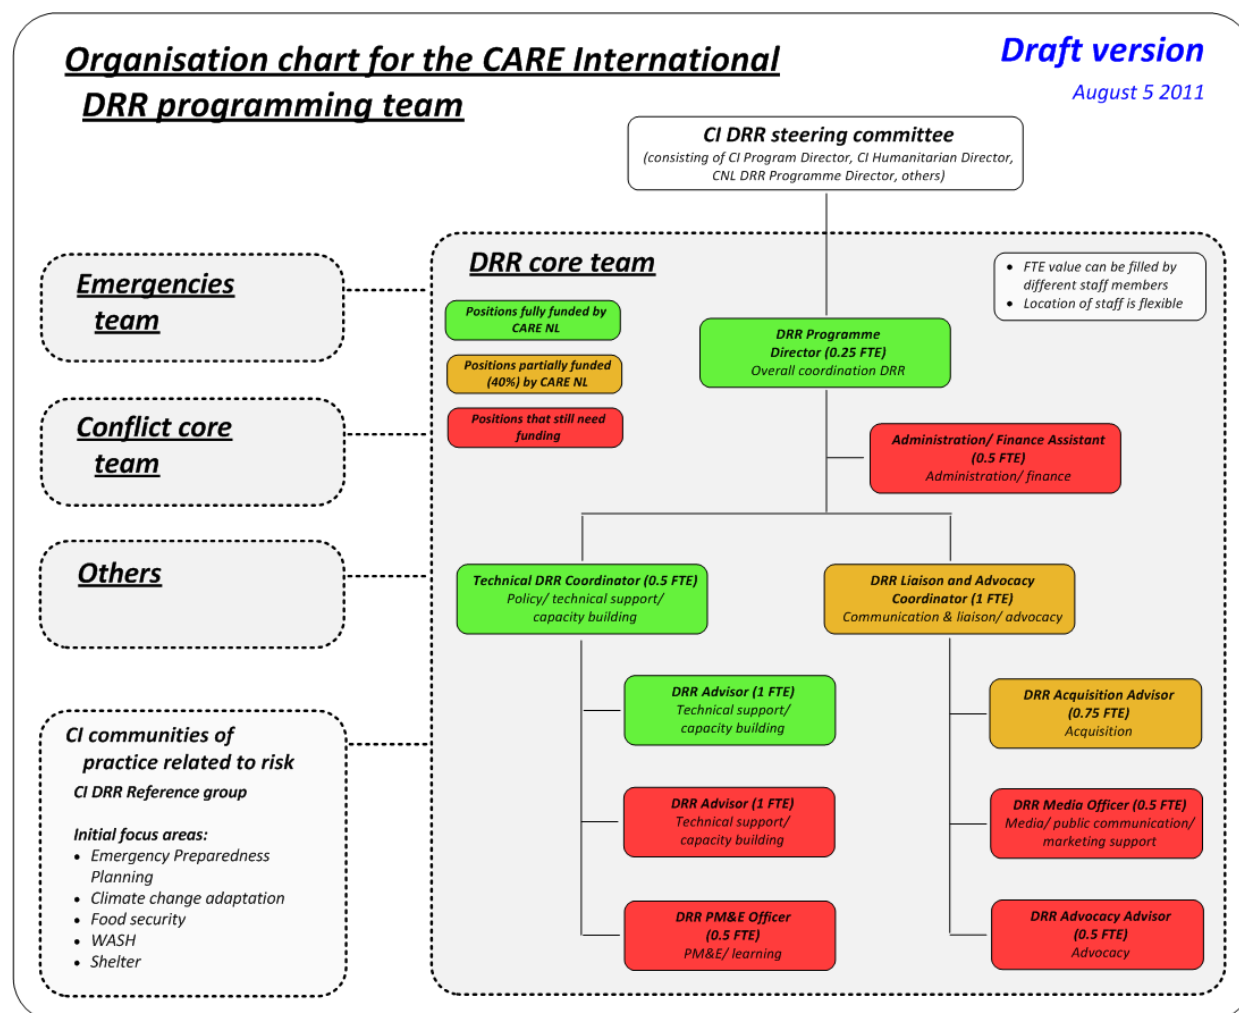 Organisation chart for the CARE International
DRR programming team
Draft version
August 5 2011
CI DRR steering committee
(consisting of CI Program Director, CI Humanitarian Director,
CNL DRR Programme Director, others)
Emergencies
team
Conflict core
team
Others
CI communities of
practice related to risk
CI DRR Reference group
Initial focus areas:
• Emergency Preparedness
Planning
• Climate change adaptation
• Food security
• WASH
• Shelter
DRR core team
Positions fully funded by
CARE NL
Positions partially funded
(40%) by CARE NL
Positions that still need
funding
• FTE value can be filled by
different staff members
• Location of staff is flexible
DRR Programme
Director (0.25 FTE)
Overall coordination DRR
Administration/ Finance Assistant
(0.5 FTE)
Administration/ finance
Technical DRR Coordinator (0.5 FTE)
Policy/ technical support/
capacity building
DRR Advisor (1 FTE)
Technical support/
capacity building
DRR Advisor (1 FTE)
Technical support/
capacity building
DRR PM&E Officer
(0.5 FTE)
PM&E/ learning
DRR Liaison and Advocacy
Coordinator (1 FTE)
Communication & liaison/ advocacy
DRR Acquisition Advisor
(0.75 FTE)
Acquisition
DRR Media Officer (0.5 FTE)
Media/ public communication/
marketing support
DRR Advocacy Advisor
(0.5 FTE)
Advocacy